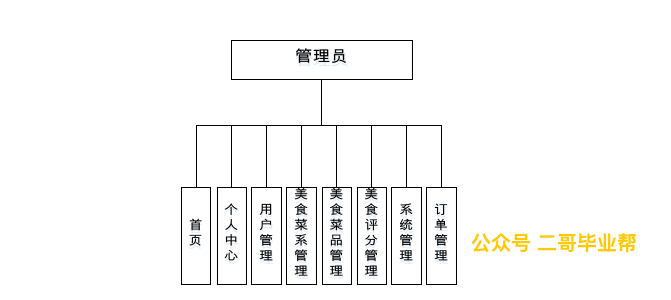 管理员
首页
个人中心
用户管理
美食菜系管理
美食菜品管理
美食评分管理
系统管理
订单管理
公众号 二哥毕业帮